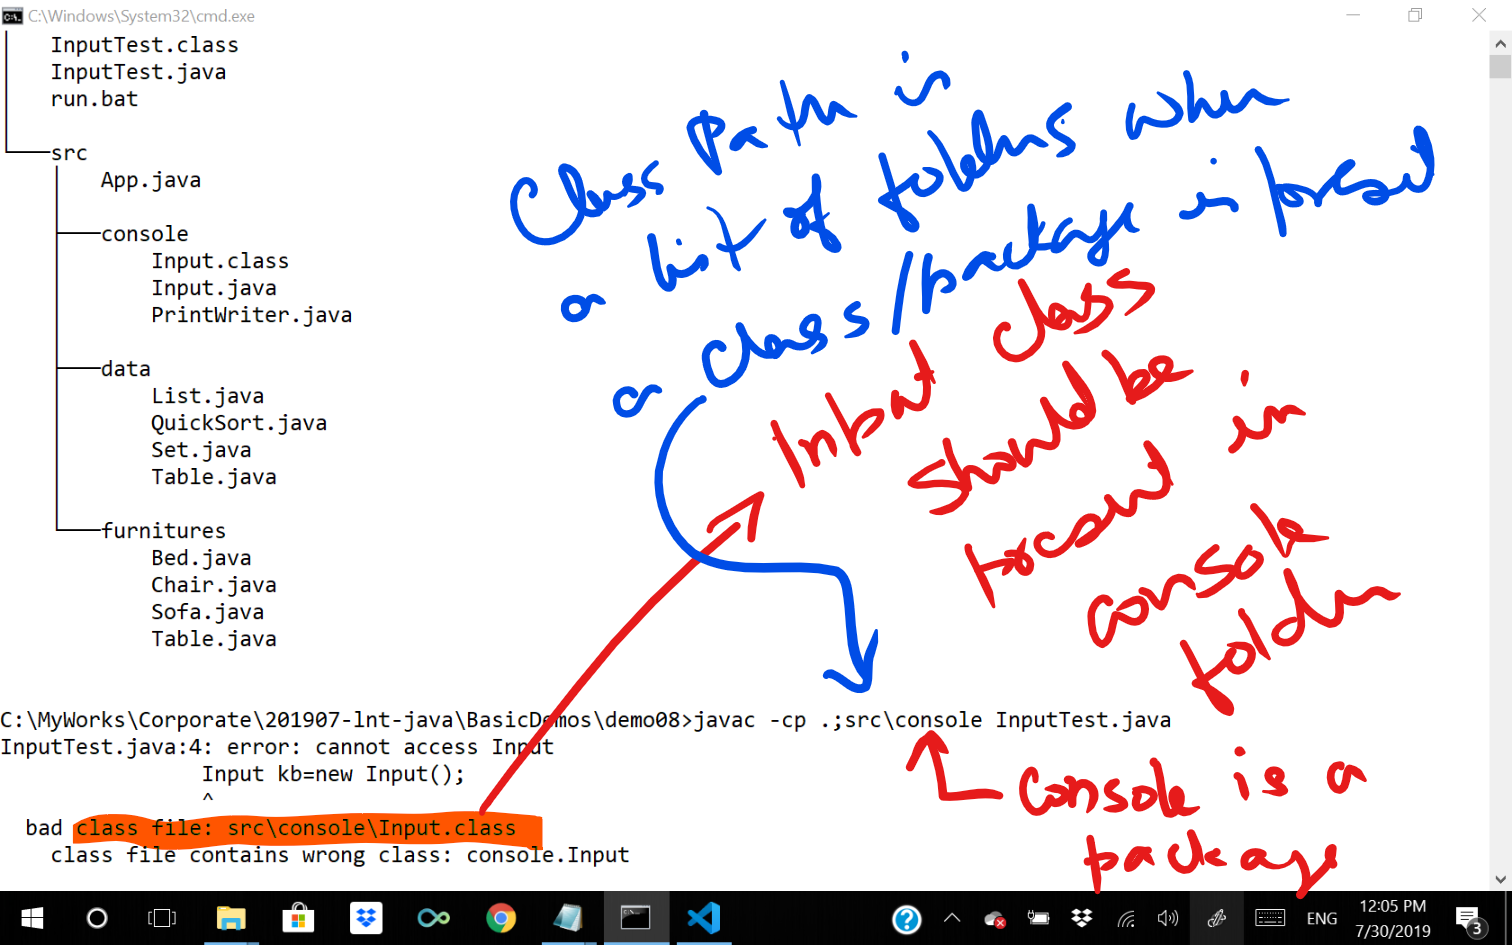 C:\Windows\System32\cmd.exe
InputTest.class
InputTest.java
run.bat
src
App.java
console
Input.class
Input.java
PrintWriter.java
data
List.java
QuickSort.java
Set.java
Table.java
furnitures
Bed.java
Chair.java
Sofa.java
Table.java
Class Path is
a list of folders when
a class/package is present
Input class
should be
present in
console
folder
C:\MyWorks\Corporate\201907-lnt-java\BasicDemos\demo08>javac -cp .;src\console InputTest.java
InputTest.java:4: error: cannot access Input
Input kb=new Input();
^
bad class file: src\console\Input.class
class file contains wrong class: console.Input
Console is a
package
ENG
12:05 PM
7/30/2019
3